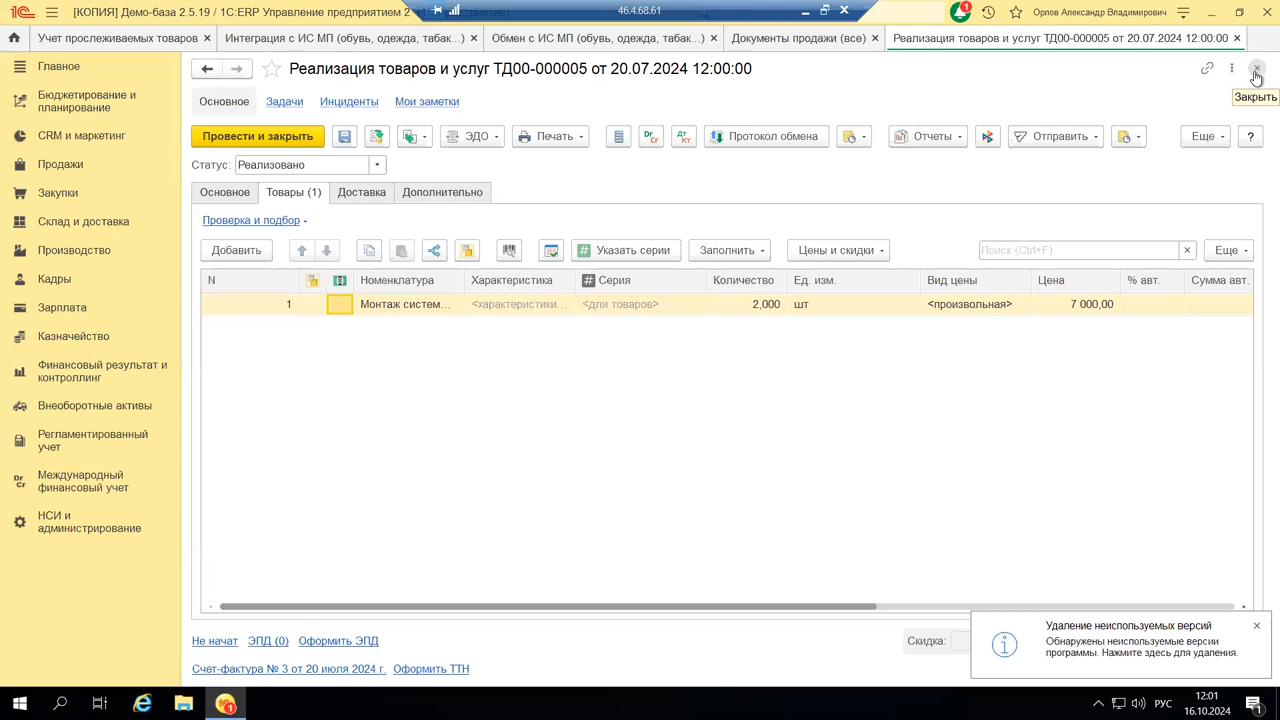 [КОПИЯ] Демо-база 2.5.19 / 1С:ERP Управление предприятием 2
46.4.68.61
Орлов Александр Владимирович
Учет прослеживаемых товаров
Интеграция с ИС МП (обувь, одежда, табак...)
Обмен с ИС МП (обувь, одежда, табак...)
Документы продажи (все)
Реализация товаров и услуг ТД00-000005 от 20.07.2024 12:00:00
Главное
Бюджетирование и
планирование
CRM и маркетинг
Продажи
Закупки
Склад и доставка
Производство
Кадры
Зарплата
Казначейство
Финансовый результат и
контроллинг
Внеоборотные активы
Регламентированный
учет
Международный
финансовый учет
НСИ и
администрирование
Реализация товаров и услуг ТД00-000005 от 20.07.2024 12:00:00
Закрыть
Основное Задачи Инциденты Мои заметки
Провести и закрыть ЭДО Печать Дт Кт Протокол обмена Отчеты Отправить Еще ?
Статус: Реализовано
Основное Товары (1) Доставка Дополнительно
Проверка и подбор
Добавить Указать серии Заполнить Цены и скидки Поиск (Ctrl+F) Еще
N Номенклатура Характеристика Серия Количество Ед. изм. Вид цены Цена % авт. Сумма авт.
1 Монтаж систем... <характеристики... <для товаров> 2,000 шт <произвольная> 7 000,00
Не начат ЭПД (0) Оформить ЭПД
Скидка:
Счет-фактура № 3 от 20 июля 2024 г. Оформить ТТН
Удаление неиспользуемых версий
Обнаружены неиспользуемые версии
программы. Нажмите здесь для удаления.
РУС
12:01
16.10.2024